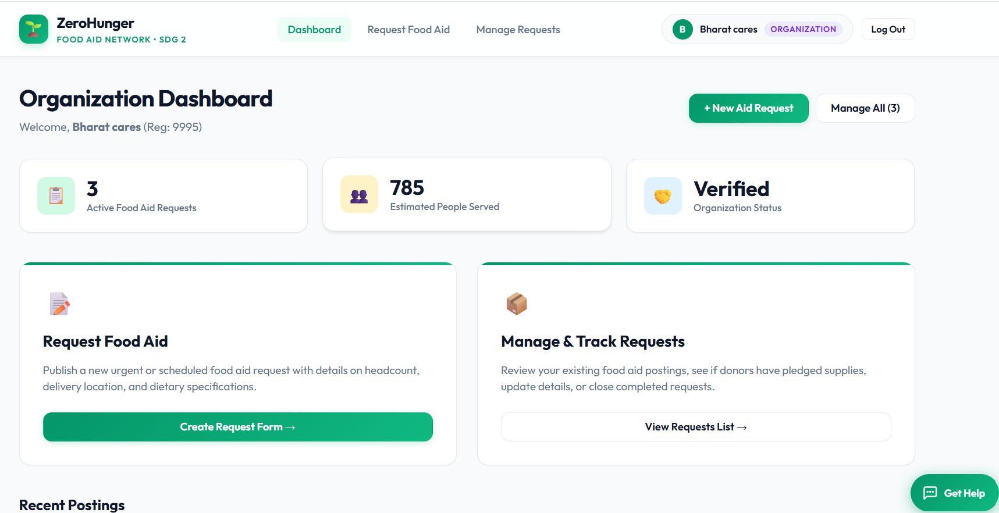 ZeroHunger
FOOD AID NETWORK • SDG 2
Dashboard
Request Food Aid
Manage Requests
B
Bharat cares
ORGANIZATION
Log Out
Organization Dashboard
Welcome, Bharat cares (Reg: 9995)
+ New Aid Request
Manage All (3)
3
Active Food Aid Requests
785
Estimated People Served
Verified
Organization Status
Request Food Aid
Publish a new urgent or scheduled food aid request with details on headcount,
delivery location, and dietary specifications.
Create Request Form →
Manage & Track Requests
Review your existing food aid postings, see if donors have pledged supplies,
update details, or close completed requests.
View Requests List →
Recent Postings
Get Help